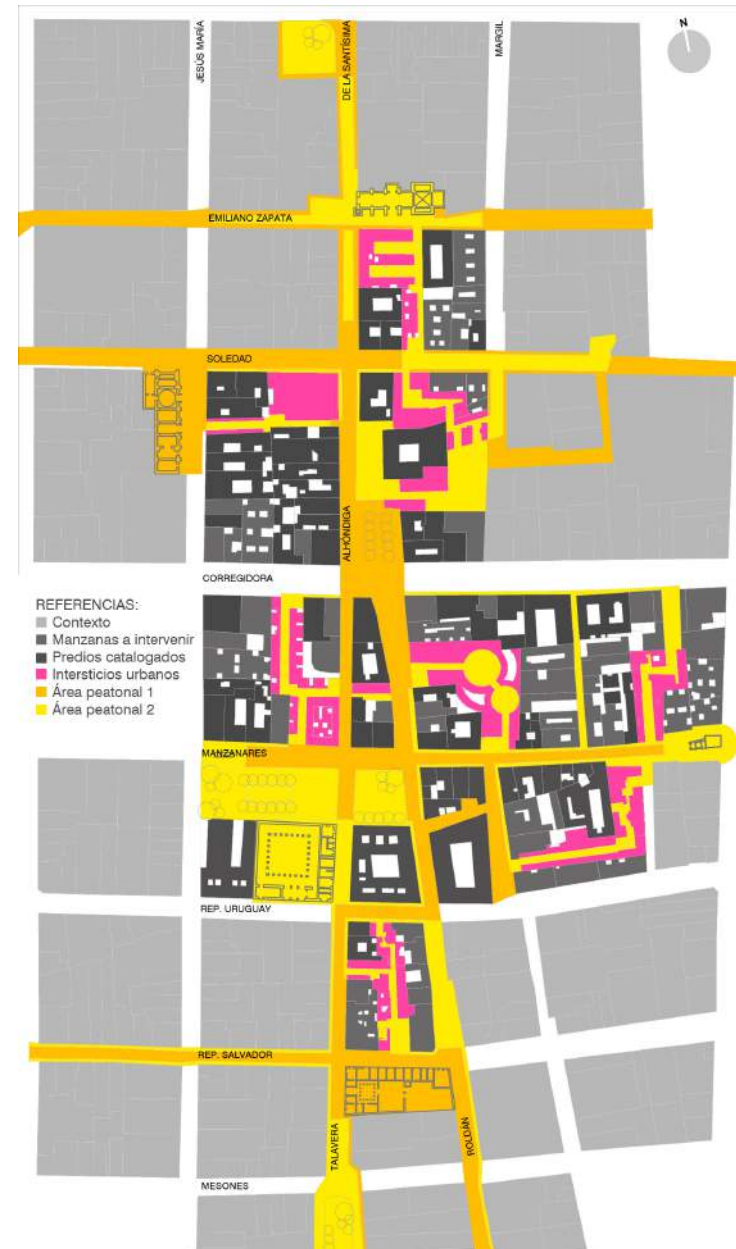 N
JESÚS MARÍA
DE LA SANTÍSIMA
MARGIL
EMILIANO ZAPATA
SOLEDAD
ALHÓNDIGA
CORREGIDORA
REFERENCIAS:
Contexto
Manzanas a intervenir
Predios catalogados
Intersticios urbanos
Área peatonal 1
Área peatonal 2
MANZANARES
REP. URUGUAY
REP. SALVADOR
TALAVERA
ROLDÁN
MESONES